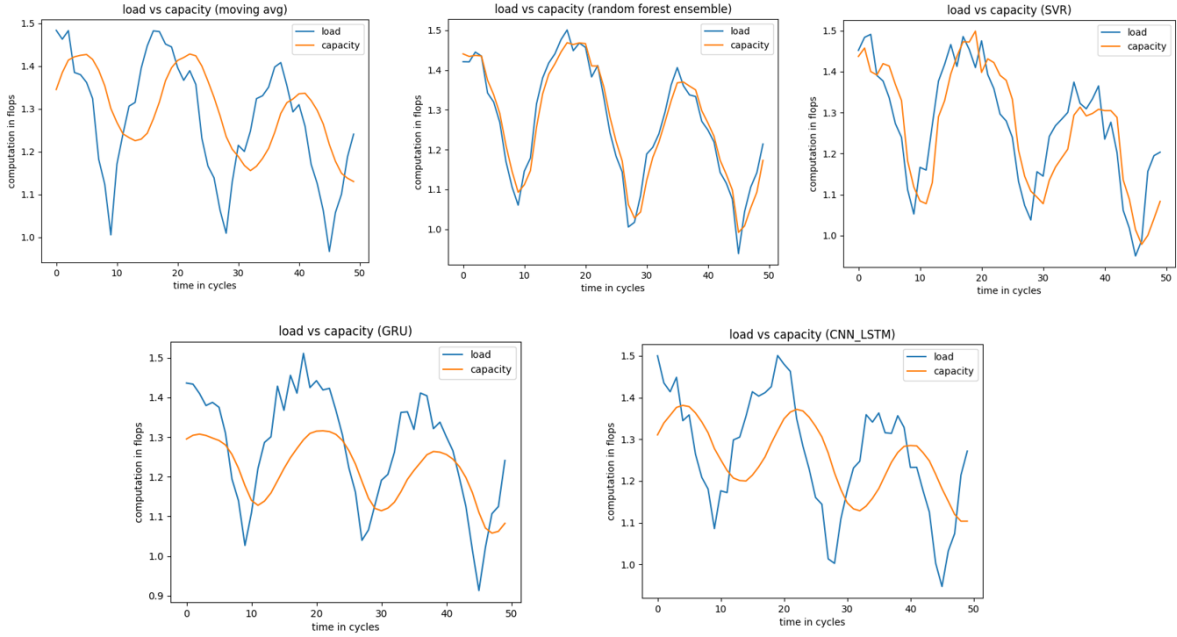 load vs capacity (moving avg)
1.5
1.4
1.3
1.2
1.1
1.0
computation in flops
load
capacity
0 10 20 30 40 50
time in cycles
load vs capacity (random forest ensemble)
1.5
1.4
1.3
1.2
1.1
1.0
computation in flops
load
capacity
0 10 20 30 40 50
time in cycles
load vs capacity (SVR)
1.5
1.4
1.3
1.2
1.1
1.0
computation in flops
load
capacity
0 10 20 30 40 50
time in cycles
load vs capacity (GRU)
1.5
1.4
1.3
1.2
1.1
1.0
0.9
computation in flops
load
capacity
0 10 20 30 40 50
time in cycles
load vs capacity (CNN_LSTM)
1.5
1.4
1.3
1.2
1.1
1.0
computation in flops
load
capacity
0 10 20 30 40 50
time in cycles